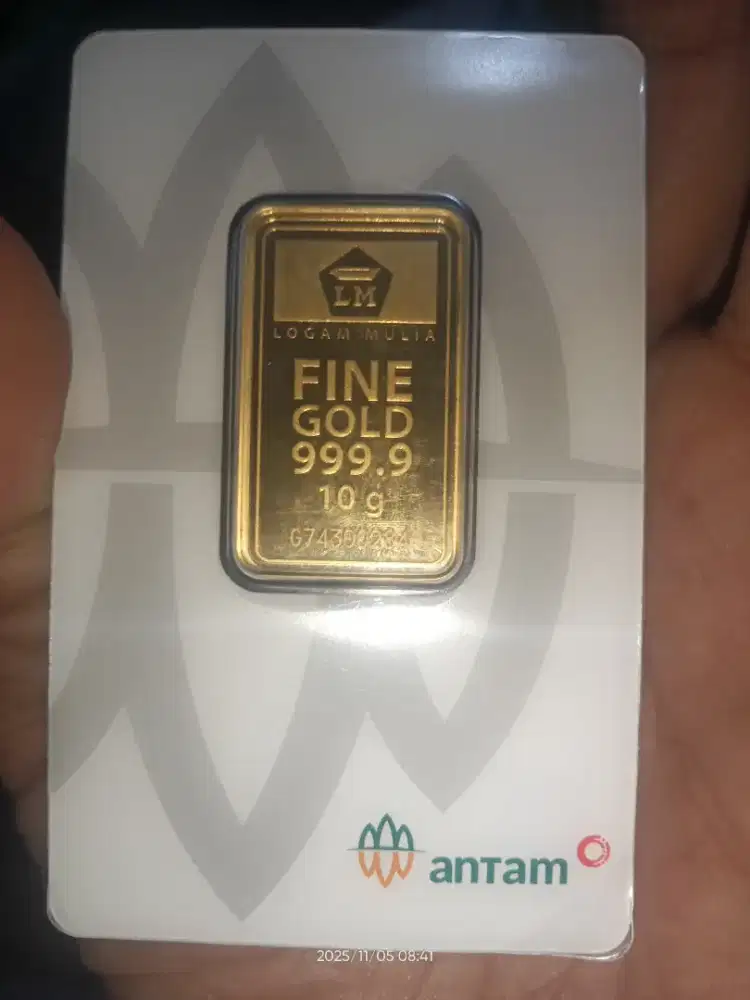 LM
LOGAM MULIA
FINE
GOLD
999.9
10 g
antam
2025/11/05 08:41